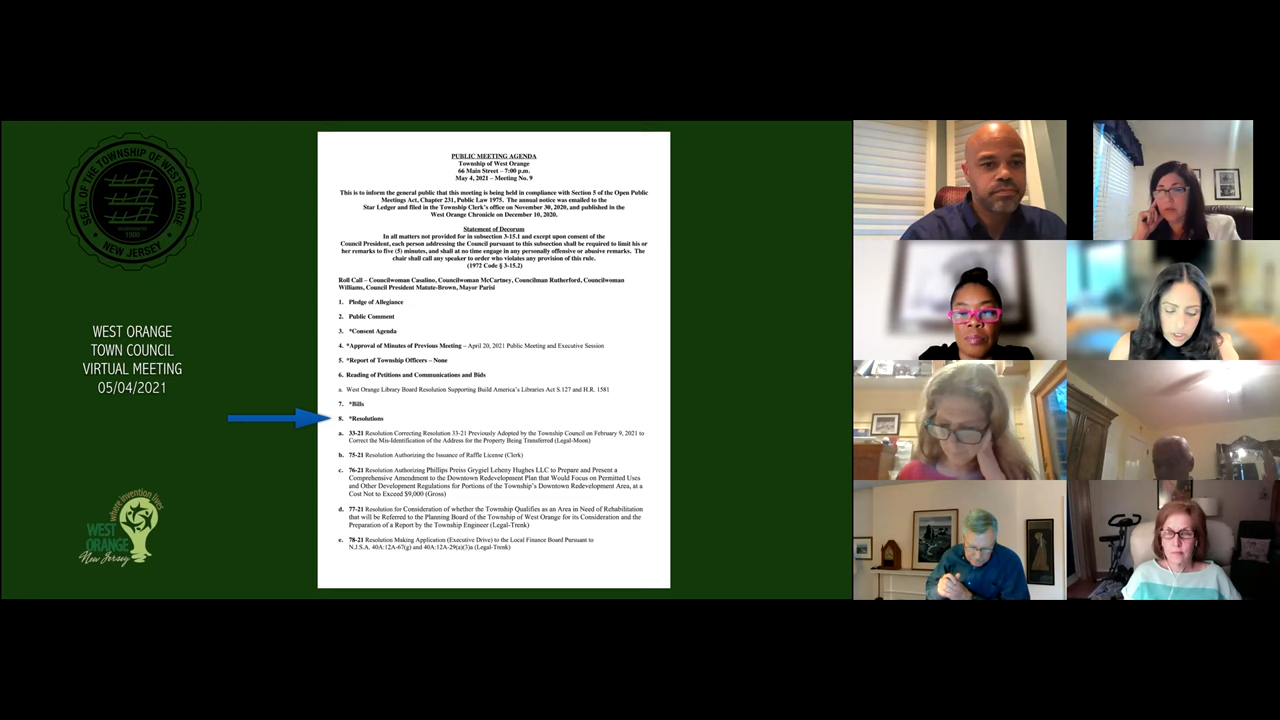 SEAL OF THE TOWNSHIP OF WEST ORANGE
INCORPORATED
1900
NEW JERSEY
WEST ORANGE
TOWN COUNCIL
VIRTUAL MEETING
05/04/2021
where invention lives
WEST
ORANGE
New Jersey
PUBLIC MEETING AGENDA
Township of West Orange
66 Main Street – 7:00 p.m.
May 4, 2021 – Meeting No. 9
This is to inform the general public that this meeting is being held in compliance with Section 5 of the Open Public
Meetings Act, Chapter 231, Public Law 1975. The annual notice was emailed to the
Star Ledger and filed in the Township Clerk's office on November 30, 2020, and published in the
West Orange Chronicle on December 10, 2020.
Statement of Decorum
In all matters not provided for in subsection 3-15.1 and except upon consent of the
Council President, each person addressing the Council pursuant to this subsection shall be required to limit his or
her remarks to five (5) minutes, and shall at no time engage in any personally offensive or abusive remarks. The
chair shall call any speaker to order who violates any provision of this rule.
(1972 Code § 3-15.2)
Roll Call – Councilwoman Casalino, Councilwoman McCartney, Councilman Rutherford, Councilwoman
Williams, Council President Matute-Brown, Mayor Parisi
1. Pledge of Allegiance
2. Public Comment
3. *Consent Agenda
4. *Approval of Minutes of Previous Meeting – April 20, 2021 Public Meeting and Executive Session
5. *Report of Township Officers – None
6. Reading of Petitions and Communications and Bids
a. West Orange Library Board Resolution Supporting Build America's Libraries Act S.127 and H.R. 1581
7. *Bills
8. *Resolutions
a. 33-21 Resolution Correcting Resolution 33-21 Previously Adopted by the Township Council on February 9, 2021 to
Correct the Mis-Identification of the Address for the Property Being Transferred (Legal-Moon)
b. 75-21 Resolution Authorizing the Issuance of Raffle License (Clerk)
c. 76-21 Resolution Authorizing Phillips Preiss Grygiel Leheny Hughes LLC to Prepare and Present a
Comprehensive Amendment to the Downtown Redevelopment Plan that Would Focus on Permitted Uses
and Other Development Regulations for Portions of the Township's Downtown Redevelopment Area, at a
Cost Not to Exceed $9,000 (Gross)
d. 77-21 Resolution for Consideration of whether the Township Qualifies as an Area in Need of Rehabilitation
that will be Referred to the Planning Board of the Township of West Orange for its Consideration and the
Preparation of a Report by the Township Engineer (Legal-Trenk)
e. 78-21 Resolution Making Application (Executive Drive) to the Local Finance Board Pursuant to
N.J.S.A. 40A:12A-67(g) and 40A:12A-29(a)(3)a (Legal-Trenk)